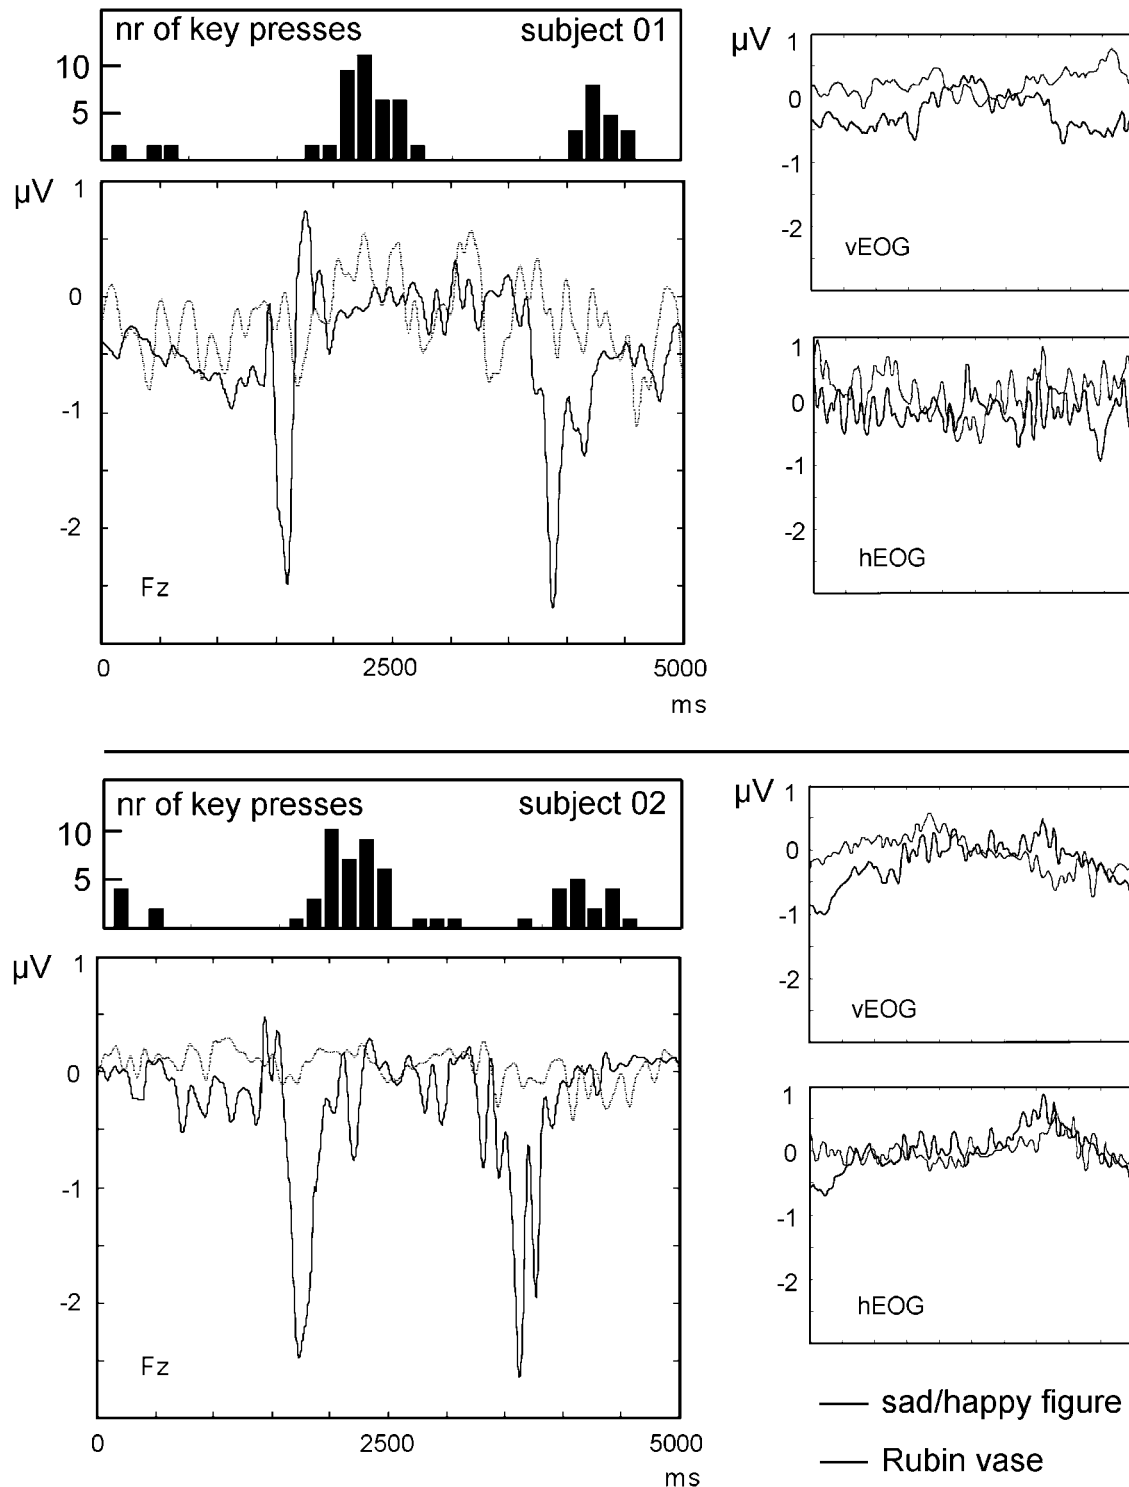 nr of key presses subject 01
10
5
µV
1
0
-1
-2
Fz
0 2500 5000
ms
µV
1
0
-1
-2
vEOG
1
0
-1
-2
hEOG
nr of key presses subject 02
10
5
µV
1
0
-1
-2
Fz
0 2500 5000
ms
µV
1
0
-1
-2
vEOG
1
0
-1
-2
hEOG
sad/happy figure
Rubin vase